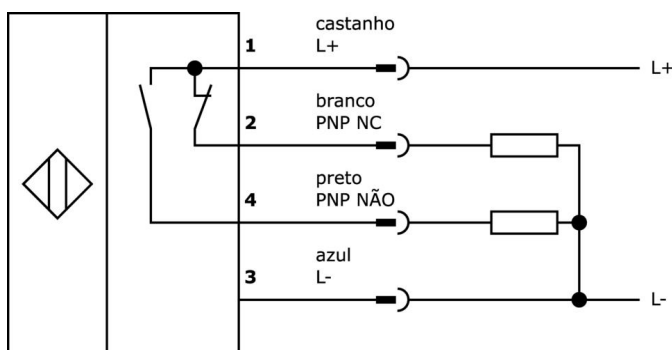 castanho
1 L+
L+
branco
2 PNP NC
preto
4 PNP NÃO
azul
3 L-
L-